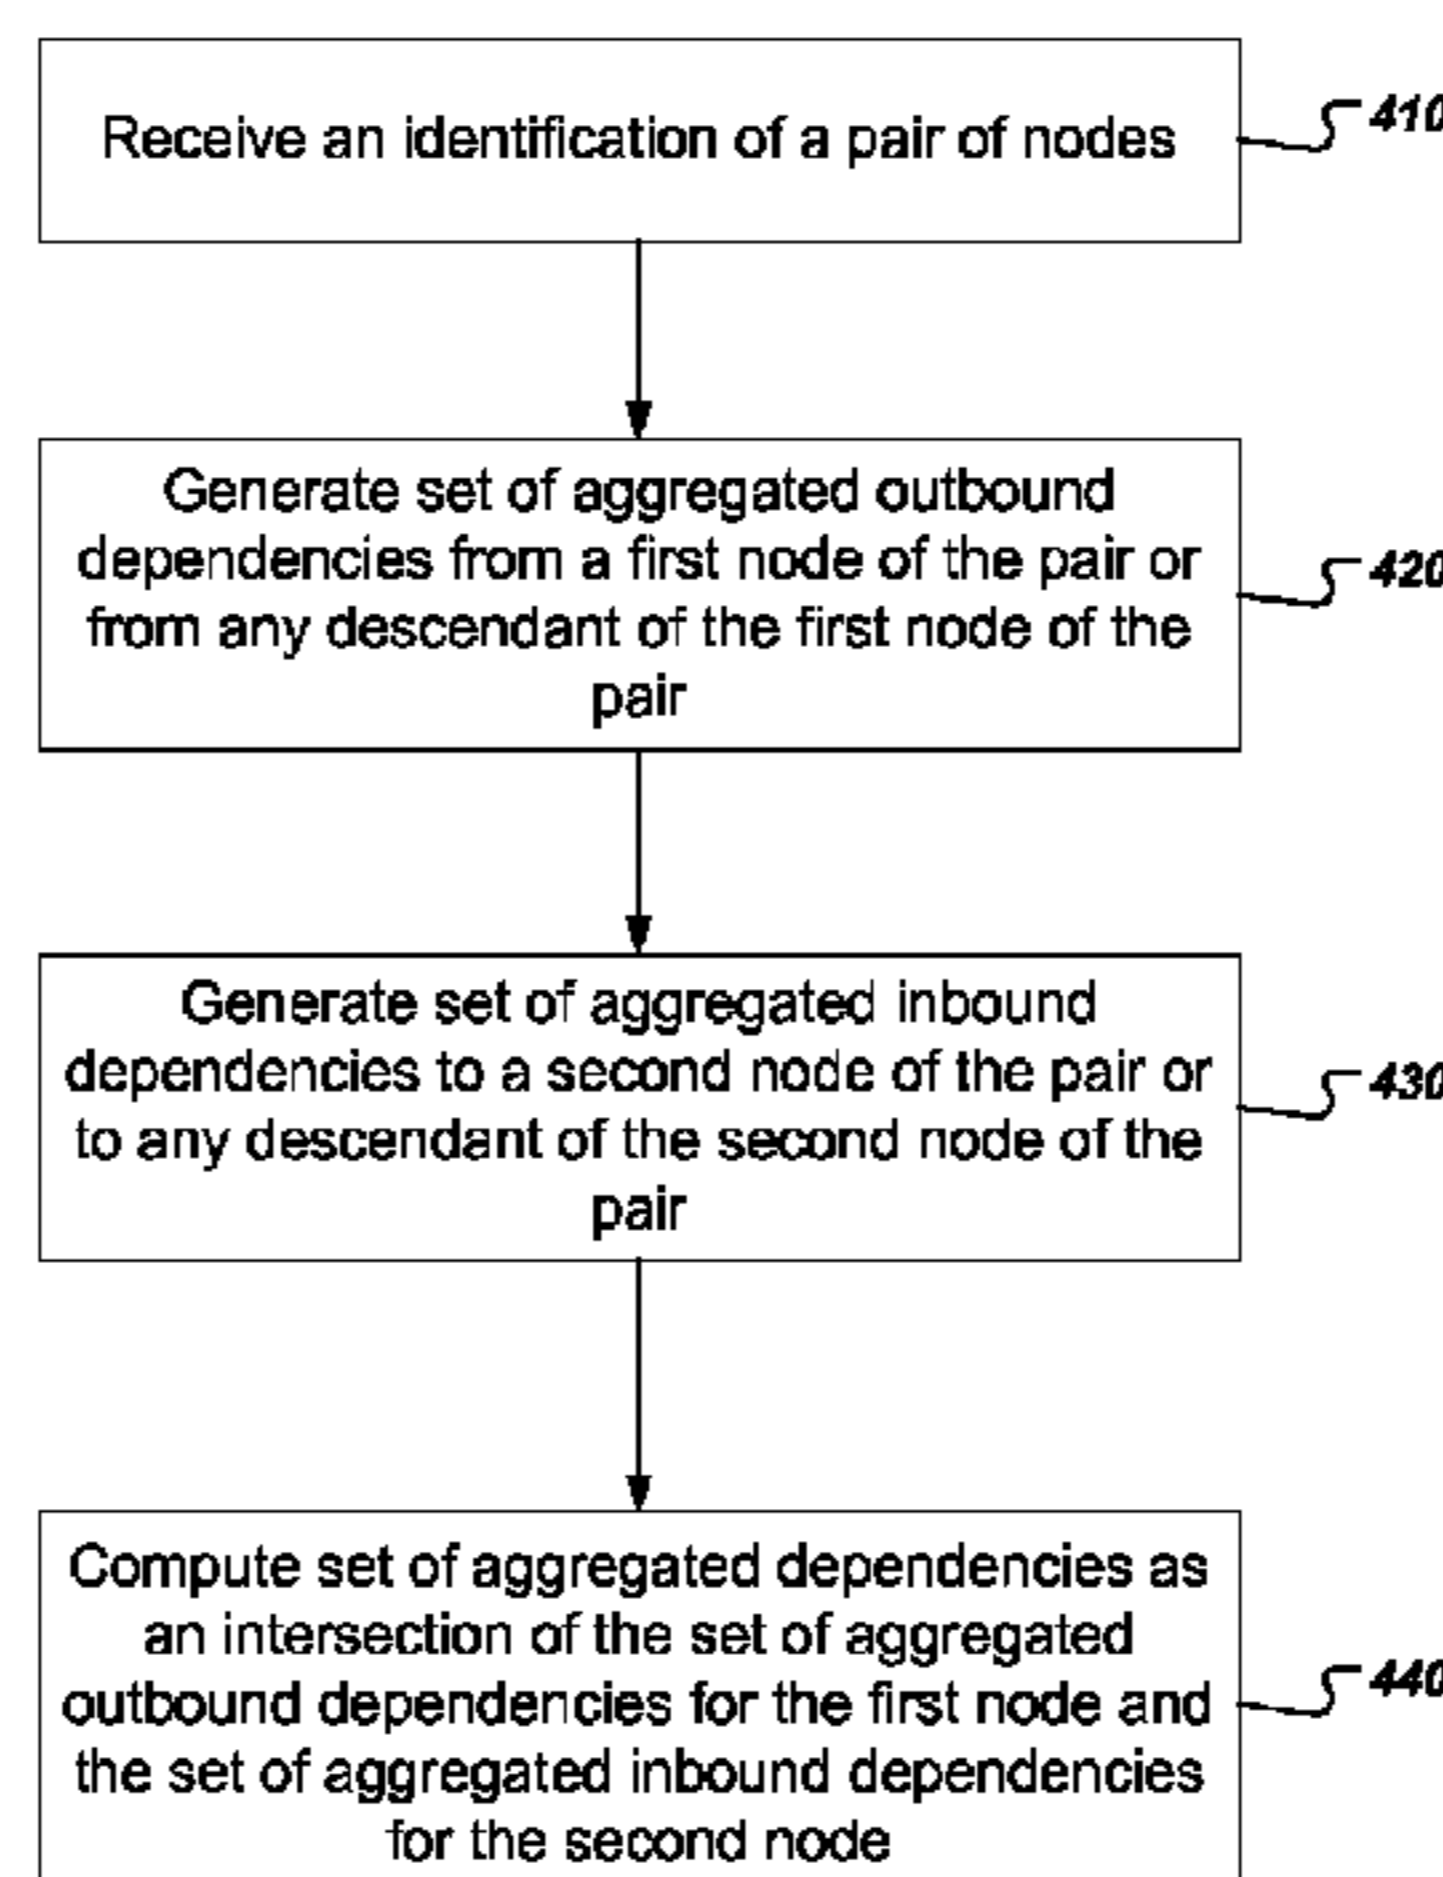 Receive an identification of a pair of nodes
410
Generate set of aggregated outbound
dependencies from a first node of the pair or
from any descendant of the first node of the
pair
420
Generate set of aggregated inbound
dependencies to a second node of the pair or
to any descendant of the second node of the
pair
430
Compute set of aggregated dependencies as
an intersection of the set of aggregated
outbound dependencies for the first node and
the set of aggregated inbound dependencies
for the second node
440